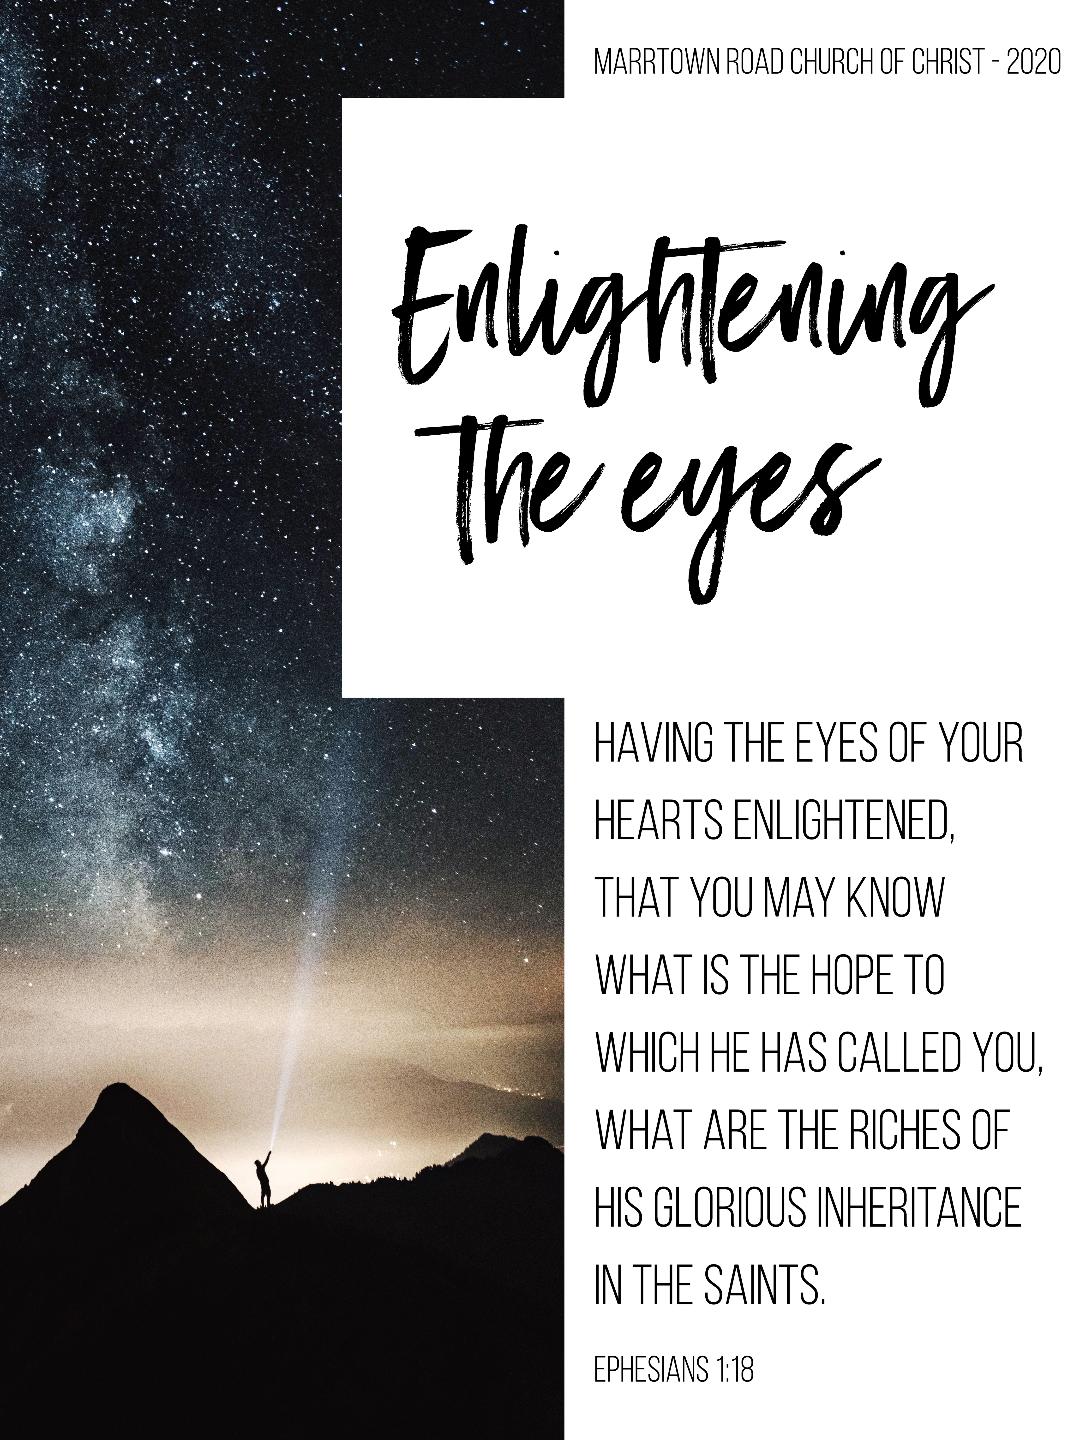 MARRTOWN ROAD CHURCH OF CHRIST - 2020
Enlightening
The eyes
HAVING THE EYES OF YOUR
HEARTS ENLIGHTENED,
THAT YOU MAY KNOW
WHAT IS THE HOPE TO
WHICH HE HAS CALLED YOU,
WHAT ARE THE RICHES OF
HIS GLORIOUS INHERITANCE
IN THE SAINTS.
EPHESIANS 1:18